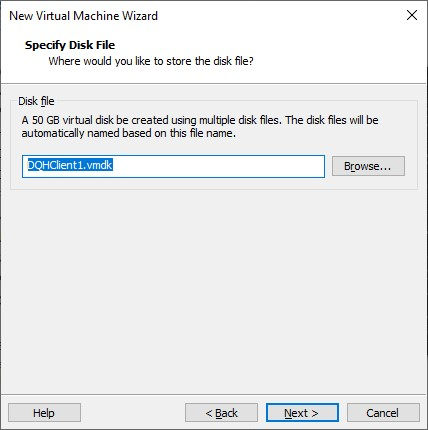 New Virtual Machine Wizard
Specify Disk File
Where would you like to store the disk file?
Disk file
A 50 GB virtual disk be created using multiple disk files. The disk files will be
automatically named based on this file name.
DQHClient1.vmdk
Browse...
Help
< Back
Next >
Cancel